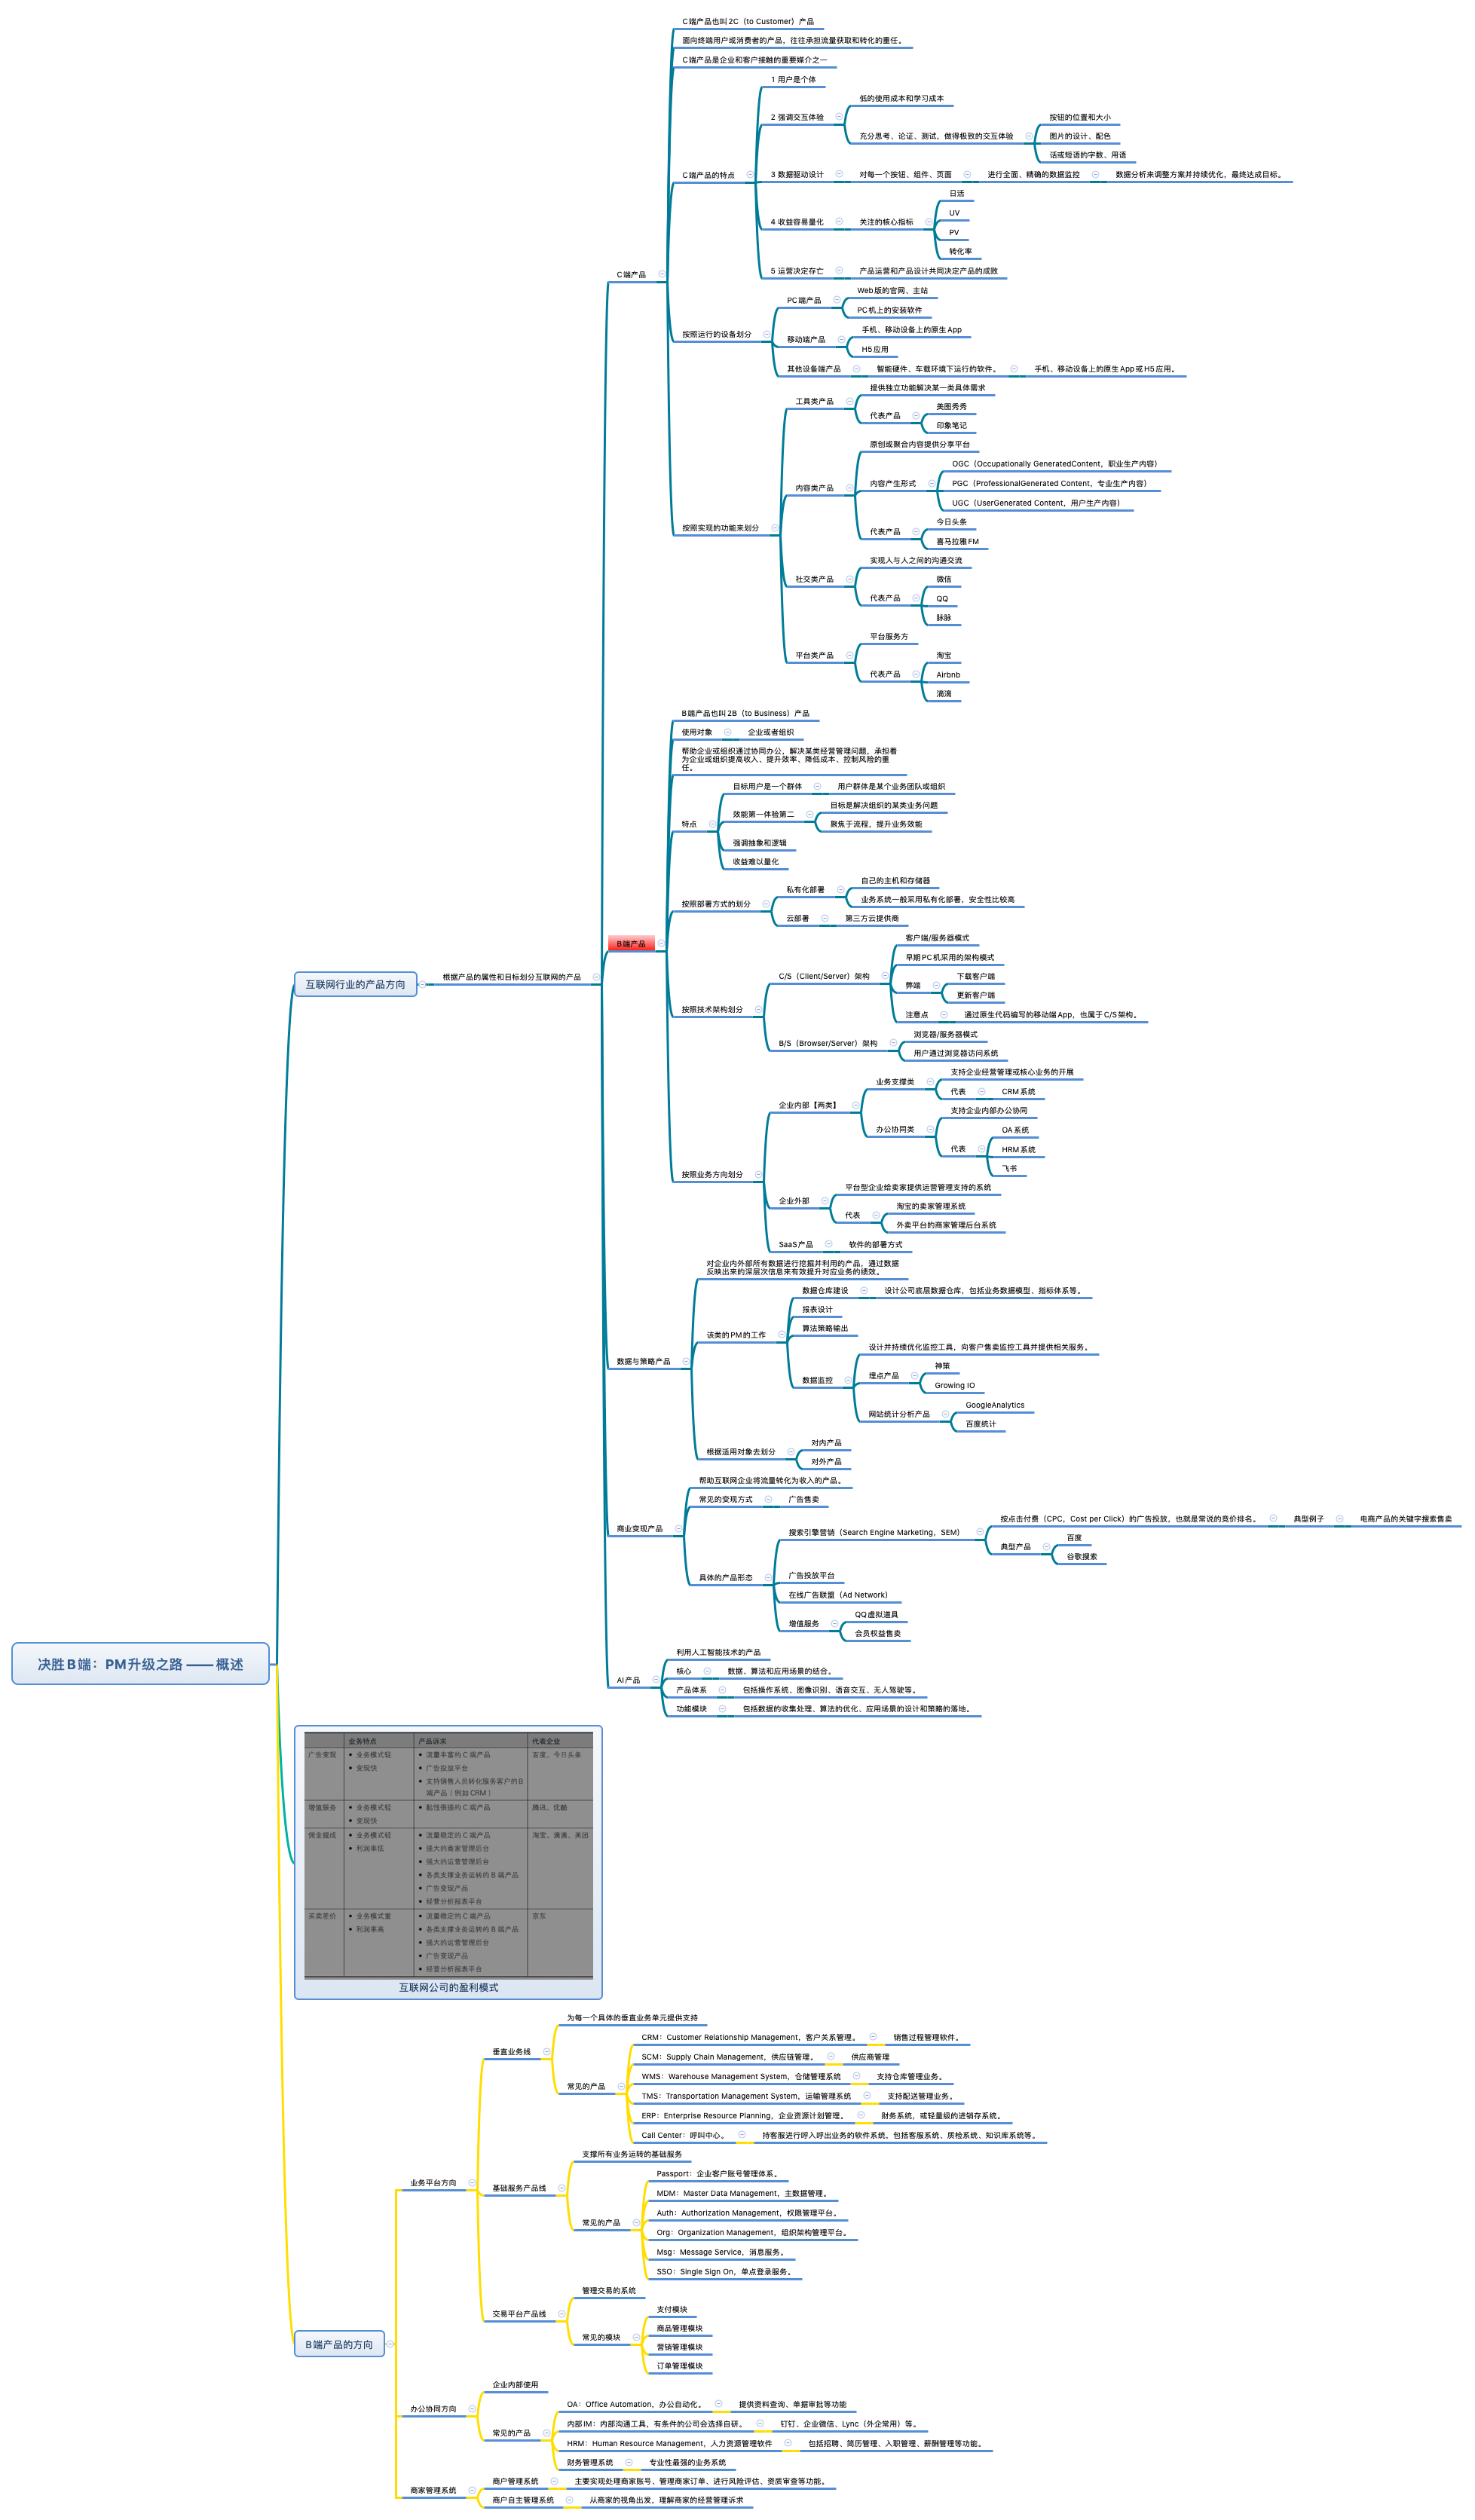 C端产品也叫2C（to Customer）产品
面向终端用户或消费者的产品，往往承担流量获取和转化的重任。
C端产品是企业和客户接触的重要媒介之一
1 用户是个体
低的使用成本和学习成本
2 强调交互体验
按钮的位置和大小
充分思考、论证、测试，做得极致的交互体验
图片的设计、配色
话或短语的字数、用语
C端产品的特点
3 数据驱动设计
对每一个按钮、组件、页面
进行全面、精确的数据监控
数据分析来调整方案并持续优化，最终达成目标。
日活
4 收益容易量化
关注的核心指标
UV
PV
转化率
C端产品
5 运营决定存亡
产品运营和产品设计共同决定产品的成败
PC端产品
Web版的官网、主站
PC机上的安装软件
按照运行的设备划分
移动端产品
手机、移动设备上的原生App
H5应用
其他设备端产品
智能硬件、车载环境下运行的软件。
手机、移动设备上的原生App或H5应用。
工具类产品
提供独立功能解决某一类具体需求
代表产品
美图秀秀
印象笔记
原创或聚合内容提供分享平台
OGC（Occupationally GeneratedContent，职业生产内容）
内容类产品
内容产生形式
PGC（ProfessionalGenerated Content，专业生产内容）
UGC（UserGenerated Content，用户生产内容）
按照实现的功能来划分
代表产品
今日头条
喜马拉雅FM
实现人与人之间的沟通交流
社交类产品
微信
代表产品
QQ
脉脉
平台服务方
平台类产品
淘宝
代表产品
Airbnb
滴滴
B端产品也叫2B（to Business）产品
使用对象
企业或者组织
帮助企业或组织通过协同办公，解决某类经营管理问题，承担着
为企业或组织提高收入、提升效率、降低成本、控制风险的重
任。
目标用户是一个群体
用户群体是某个业务团队或组织
特点
效能第一体验第二
目标是解决组织的某类业务问题
聚焦于流程，提升业务效能
强调抽象和逻辑
收益难以量化
私有化部署
自己的主机和存储器
业务系统一般采用私有化部署，安全性比较高
按照部署方式的划分
云部署
第三方云提供商
B端产品
客户端/服务器模式
早期PC机采用的架构模式
C/S（Client/Server）架构
弊端
下载客户端
更新客户端
按照技术架构划分
注意点
通过原生代码编写的移动端App，也属于C/S架构。
B/S（Browser/Server）架构
浏览器/服务器模式
用户通过浏览器访问系统
互联网行业的产品方向
根据产品的属性和目标划分互联网的产品
业务支撑类
支持企业经营管理或核心业务的开展
代表
CRM系统
企业内部【两类】
支持企业内部办公协同
办公协同类
OA系统
代表
HRM系统
飞书
按照业务方向划分
企业外部
平台型企业给卖家提供运营管理支持的系统
代表
淘宝的卖家管理系统
外卖平台的商家管理后台系统
SaaS产品
软件的部署方式
对企业内外部所有数据进行挖掘并利用的产品，通过数据
反映出来的深层次信息来有效提升对应业务的绩效。
数据仓库建设
设计公司底层数据仓库，包括业务数据模型、指标体系等。
报表设计
该类的PM的工作
算法策略输出
设计并持续优化监控工具，向客户售卖监控工具并提供相关服务。
数据与策略产品
数据监控
埋点产品
神策
Growing IO
网站统计分析产品
GoogleAnalytics
百度统计
根据适用对象去划分
对内产品
对外产品
帮助互联网企业将流量转化为收入的产品。
常见的变现方式
广告售卖
商业变现产品
搜索引擎营销（Search Engine Marketing，SEM）
按点击付费（CPC，Cost per Click）的广告投放，也就是常说的竞价排名。
典型例子
电商产品的关键字搜索售卖
典型产品
百度
谷歌搜索
具体的产品形态
广告投放平台
在线广告联盟（Ad Network）
增值服务
QQ虚拟道具
会员权益售卖
利用人工智能技术的产品
AI产品
核心
数据、算法和应用场景的结合。
产品体系
包括操作系统、图像识别、语音交互、无人驾驶等。
功能模块
包括数据的收集处理、算法的优化、应用场景的设计和策略的落地。
决胜B端：PM升级之路 —— 概述
业务特点
产品诉求
代表企业
广告变现
• 业务模式轻
• 变现快
• 流量丰富的C端产品
• 广告投放平台
• 支持销售人员转化服务客户的B
端产品（例如CRM）
百度、今日头条
增值服务
• 业务模式轻
• 变现快
• 黏性很强的C端产品
腾讯、优酷
佣金提成
• 业务模式轻
• 利润率低
• 流量稳定的C端产品
• 强大的商家管理后台
• 强大的运营管理后台
• 各类支撑业务运转的B端产品
• 广告变现产品
• 经营分析报表平台
淘宝、滴滴、美团
买卖差价
• 业务模式重
• 利润率高
• 流量稳定的C端产品
• 各类支撑业务运转的B端产品
• 强大的运营管理后台
• 广告变现产品
• 经营分析报表平台
京东
互联网公司的盈利模式
为每一个具体的垂直业务单元提供支持
垂直业务线
CRM：Customer Relationship Management，客户关系管理。
销售过程管理软件。
SCM：Supply Chain Management，供应链管理。
供应商管理
WMS：Warehouse Management System，仓储管理系统
支持仓库管理业务。
常见的产品
TMS：Transportation Management System，运输管理系统
支持配送管理业务。
ERP：Enterprise Resource Planning，企业资源计划管理。
财务系统，或轻量级的进销存系统。
Call Center：呼叫中心。
持客服进行呼入呼出业务的软件系统，包括客服系统、质检系统、知识库系统等。
业务平台方向
支撑所有业务运转的基础服务
基础服务产品线
Passport：企业客户账号管理体系。
MDM：Master Data Management，主数据管理。
Auth：Authorization Management，权限管理平台。
常见的产品
Org：Organization Management，组织架构管理平台。
Msg：Message Service，消息服务。
SSO：Single Sign On，单点登录服务。
管理交易的系统
交易平台产品线
支付模块
商品管理模块
常见的模块
营销管理模块
订单管理模块
B端产品的方向
企业内部使用
办公协同方向
OA：Office Automation，办公自动化。
提供资料查询、单据审批等功能
内部IM：内部沟通工具，有条件的公司会选择自研。
钉钉、企业微信、Lync（外企常用）等。
常见的产品
HRM：Human Resource Management，人力资源管理软件
包括招聘、简历管理、入职管理、薪酬管理等功能。
财务管理系统
专业性最强的业务系统
商家管理系统
商户管理系统
主要实现处理商家账号、管理商家订单、进行风险评估、资质审查等功能。
商户自主管理系统
从商家的视角出发，理解商家的经营管理诉求